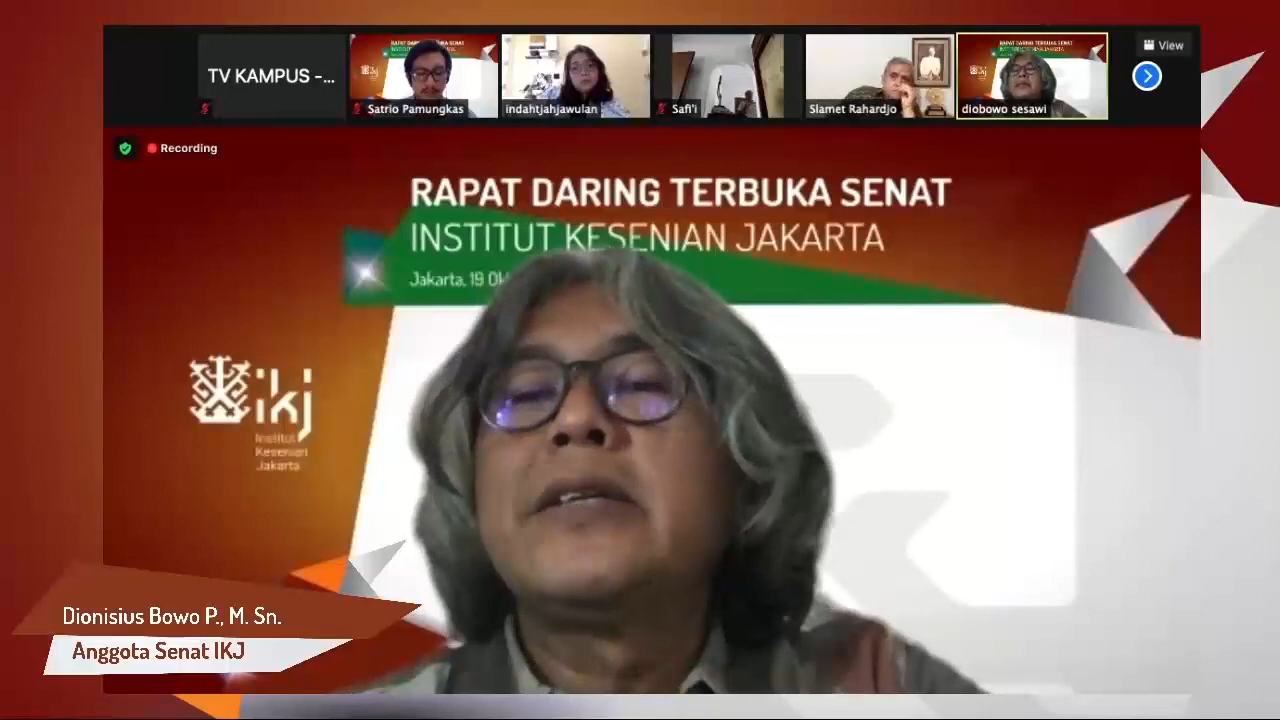 TV KAMPUS -...
Satrio Pamungkas
indahtjahjawulan
Safi'i
Slamet Rahardjo
diobowo sesawi
View
Recording
RAPAT DARING TERBUKA SENAT
INSTITUT KESENIAN JAKARTA
Jakarta, 19
ikj
Institut
Kesenian
Jakarta
Dionisius Bowo P., M. Sn.
Anggota Senat IKJ